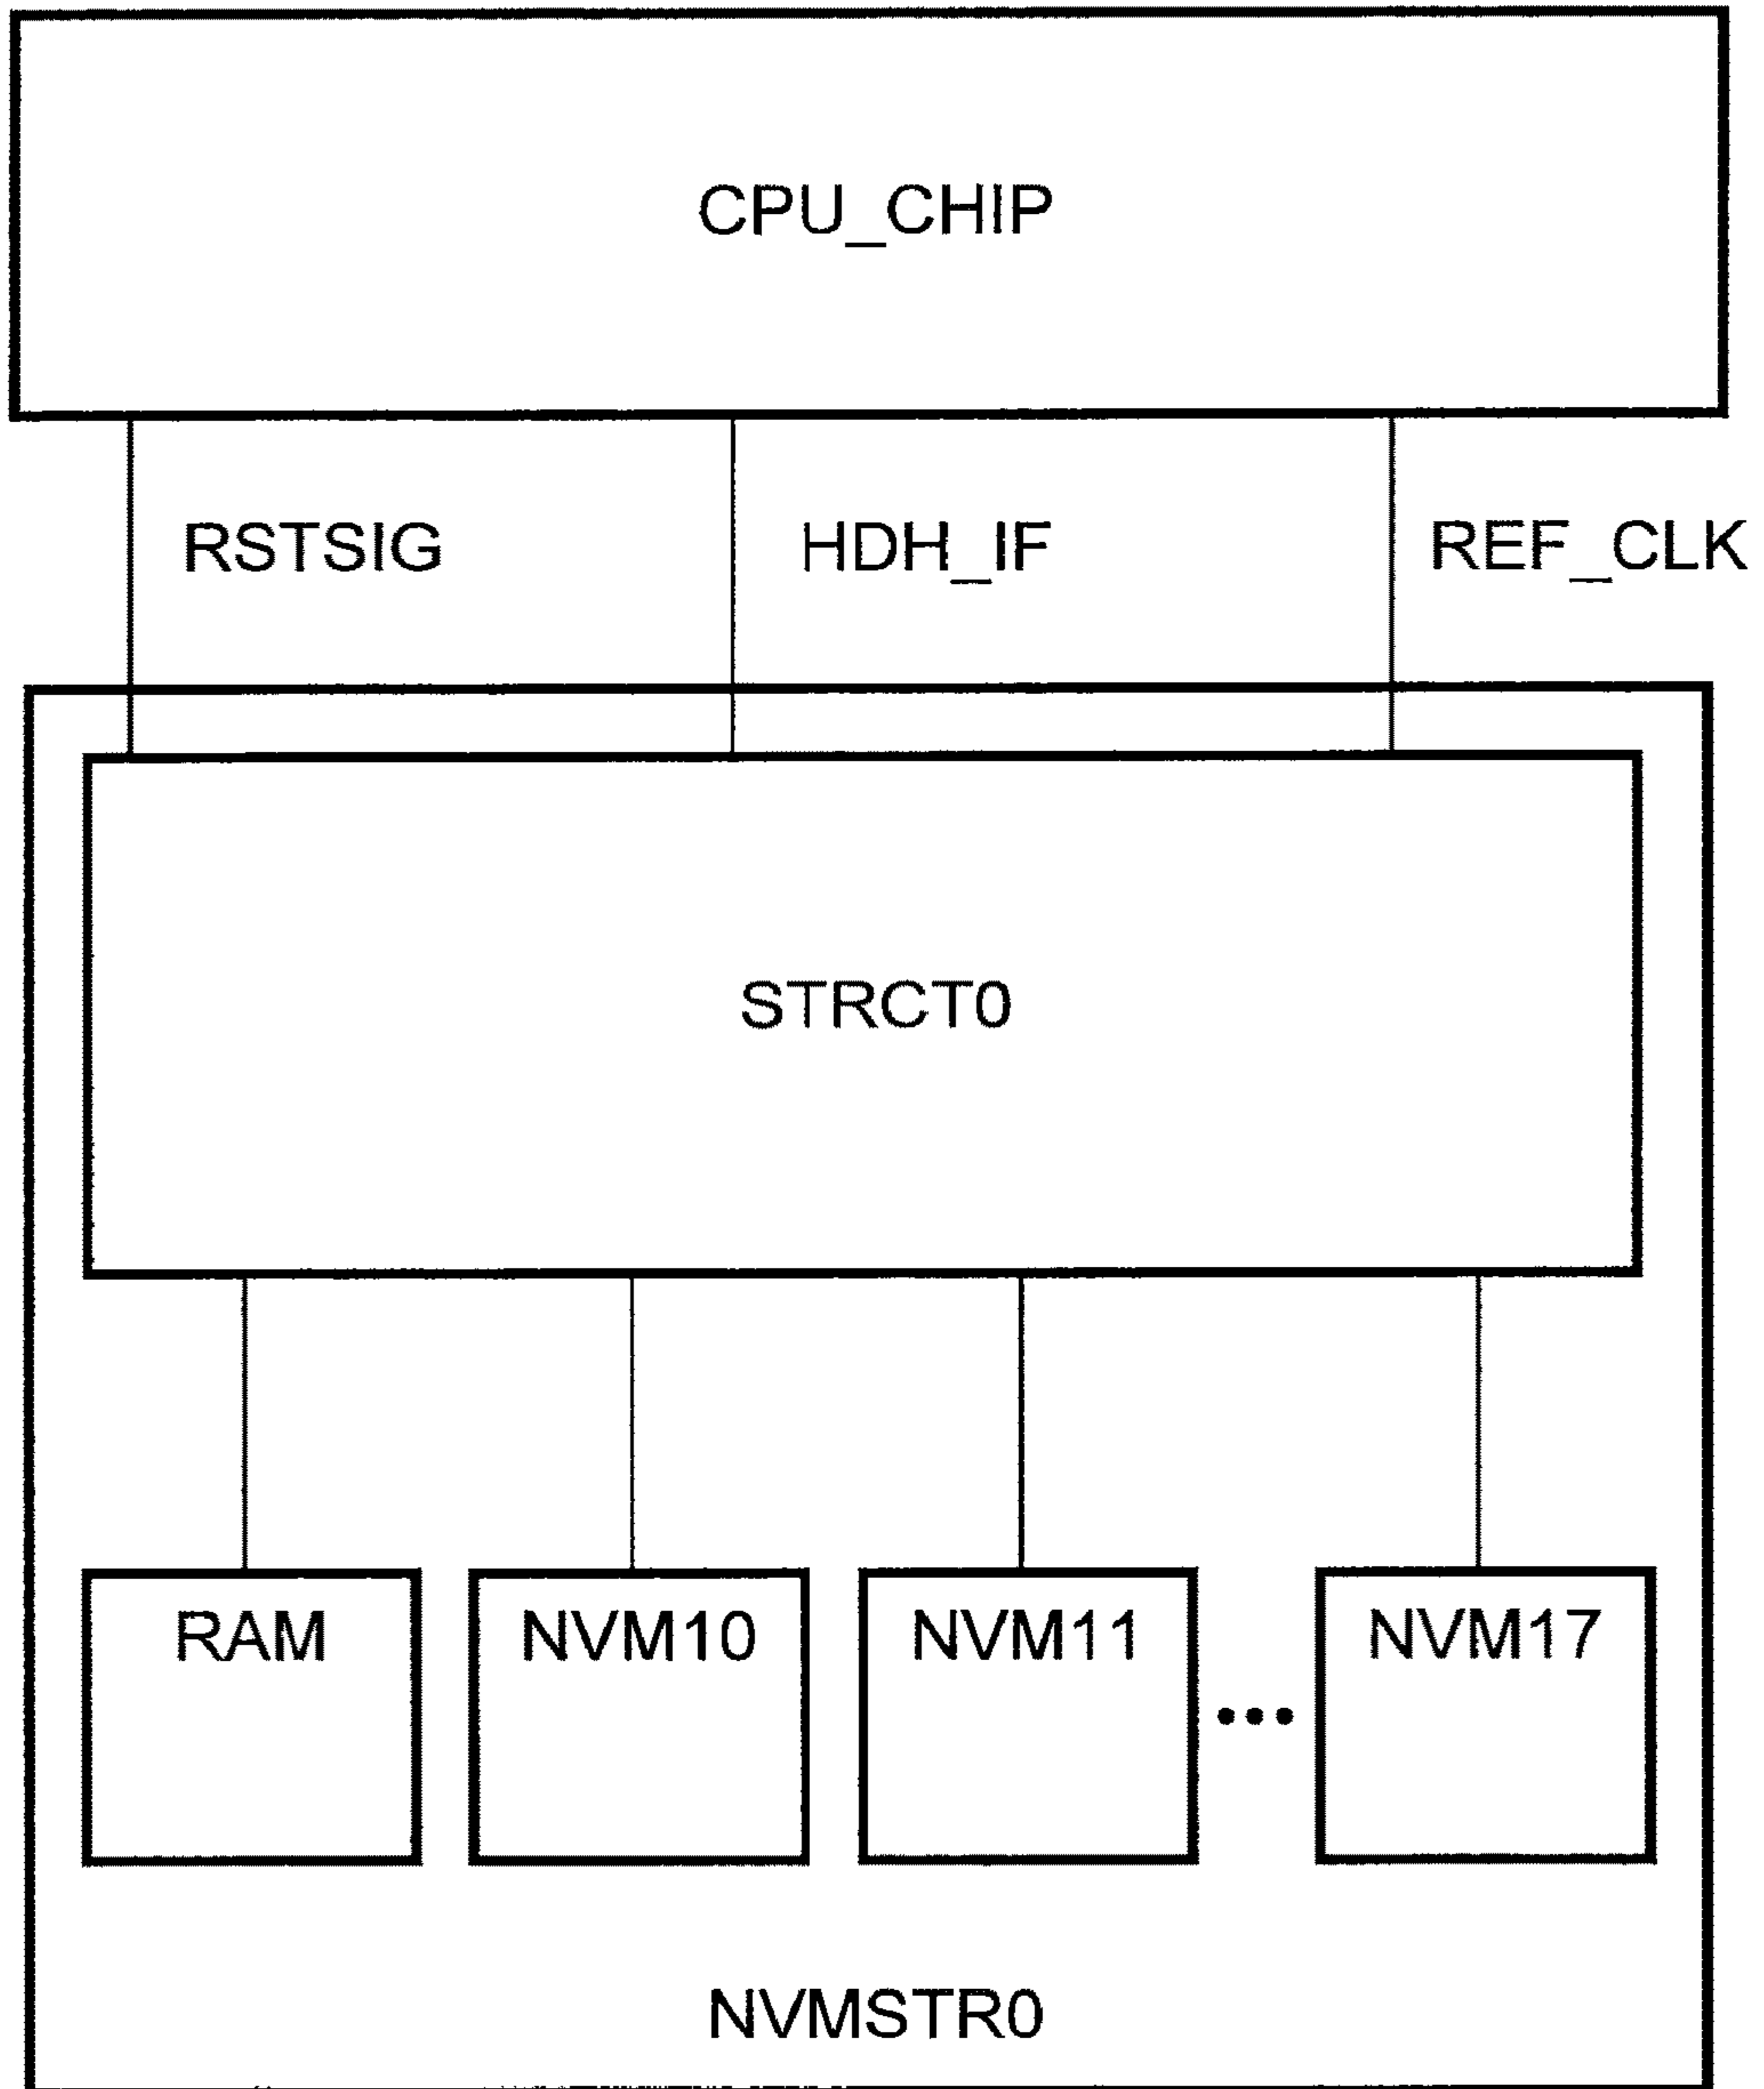 CPU_CHIP
RSTSIG HDH_IF REF_CLK
STRCT0
RAM NVM10 NVM11 ... NVM17
NVMSTR0